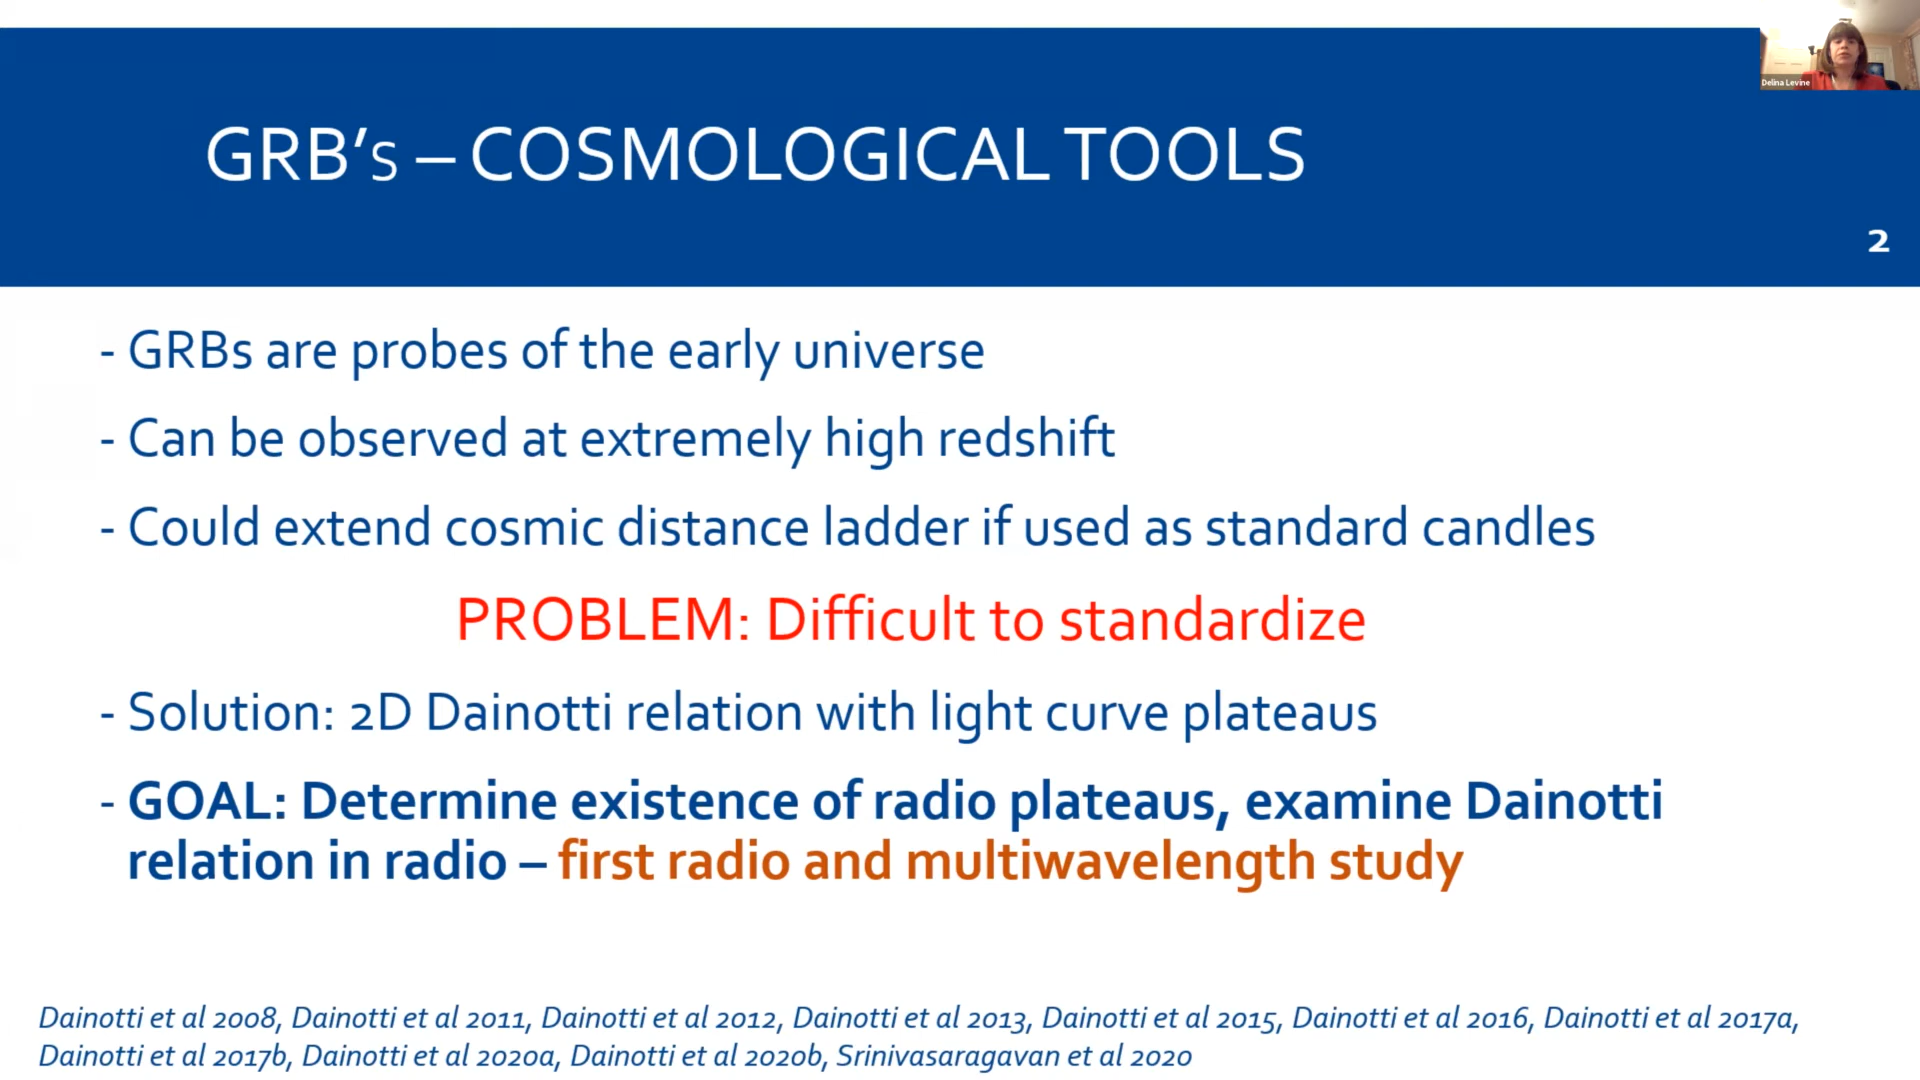 Delina Levine
GRB's – COSMOLOGICAL TOOLS
2
- GRBs are probes of the early universe
- Can be observed at extremely high redshift
- Could extend cosmic distance ladder if used as standard candles
PROBLEM: Difficult to standardize
- Solution: 2D Dainotti relation with light curve plateaus
- GOAL: Determine existence of radio plateaus, examine Dainotti
relation in radio – first radio and multiwavelength study
Dainotti et al 2008, Dainotti et al 2011, Dainotti et al 2012, Dainotti et al 2013, Dainotti et al 2015, Dainotti et al 2016, Dainotti et al 2017a,
Dainotti et al 2017b, Dainotti et al 2020a, Dainotti et al 2020b, Srinivasaragavan et al 2020